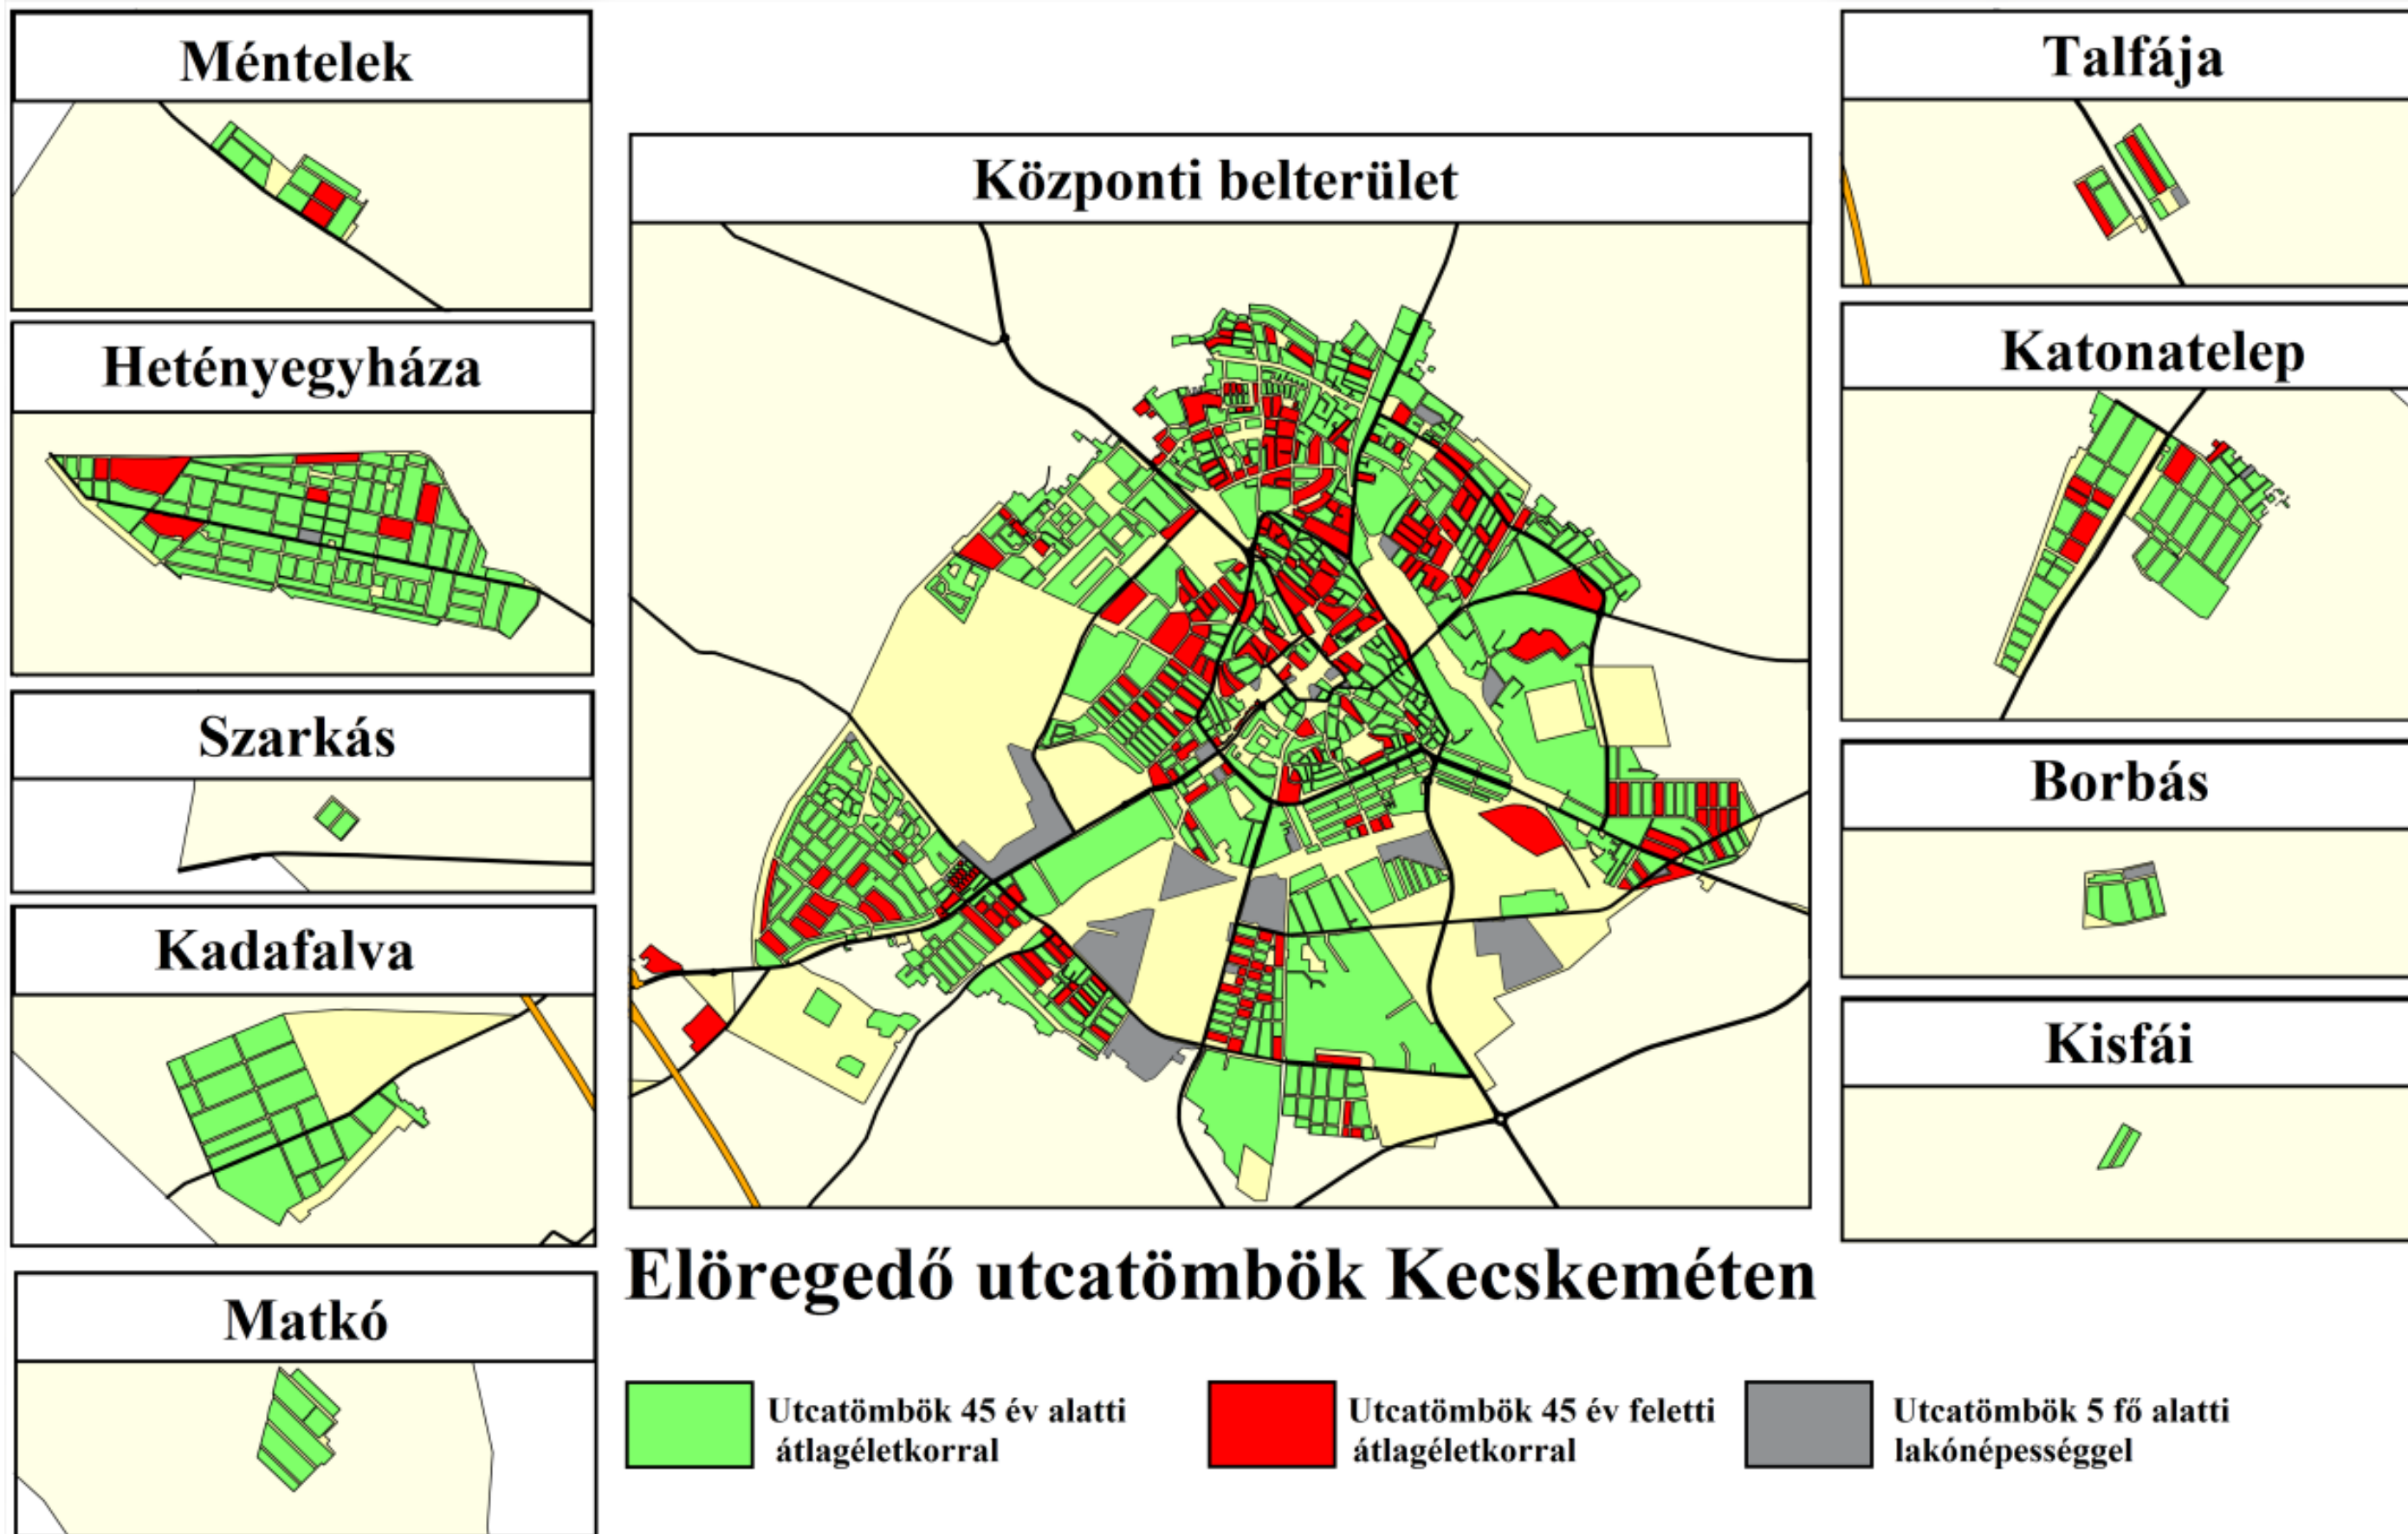 Méntelek
Hetényegyháza
Szarkás
Kadafalva
Matkó
Központi belterület
Talfája
Katonatelep
Borbás
Kisfái
Elöregedő utcatömbök Kecskeméten
Utcatömbök 45 év alatti
átlagéletkorral
Utcatömbök 45 év feletti
átlagéletkorral
Utcatömbök 5 fő alatti
lakónépességgel